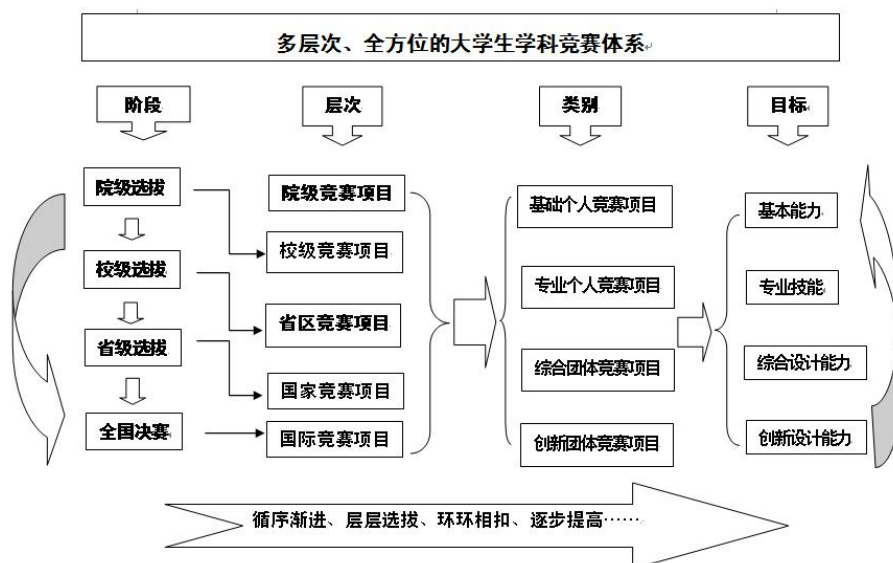 多层次、全方位的大学生学科竞赛体系
阶段
层次
类别
目标
院级选拔
校级选拔
省级选拔
全国决赛
院级竞赛项目
校级竞赛项目
省区竞赛项目
国家竞赛项目
国际竞赛项目
基础个人竞赛项目
专业个人竞赛项目
综合团体竞赛项目
创新团体竞赛项目
基本能力
专业技能
综合设计能力
创新设计能力
循序渐进、层层选拔、环环相扣、逐步提高……